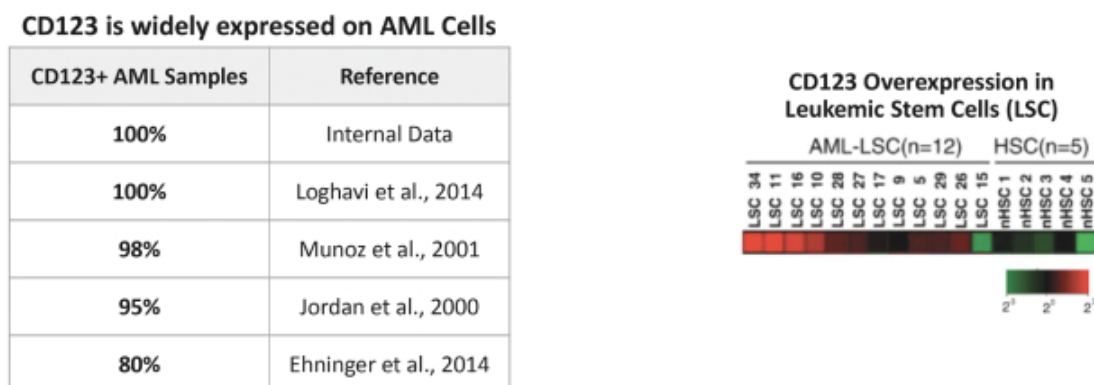 CD123 is widely expressed on AML Cells
CD123+ AML Samples Reference
100% Internal Data
100% Loghavi et al., 2014
98% Munoz et al., 2001
95% Jordan et al., 2000
80% Ehninger et al., 2014
CD123 Overexpression in
Leukemic Stem Cells (LSC)
AML-LSC(n=12) HSC(n=5)
LSC 34
LSC 11
LSC 16
LSC 10
LSC 28
LSC 27
LSC 17
LSC 9
LSC 5
LSC 29
LSC 26
LSC 15
nHSC 1
nHSC 2
nHSC 3
nHSC 4
nHSC 5
2³ 2⁰